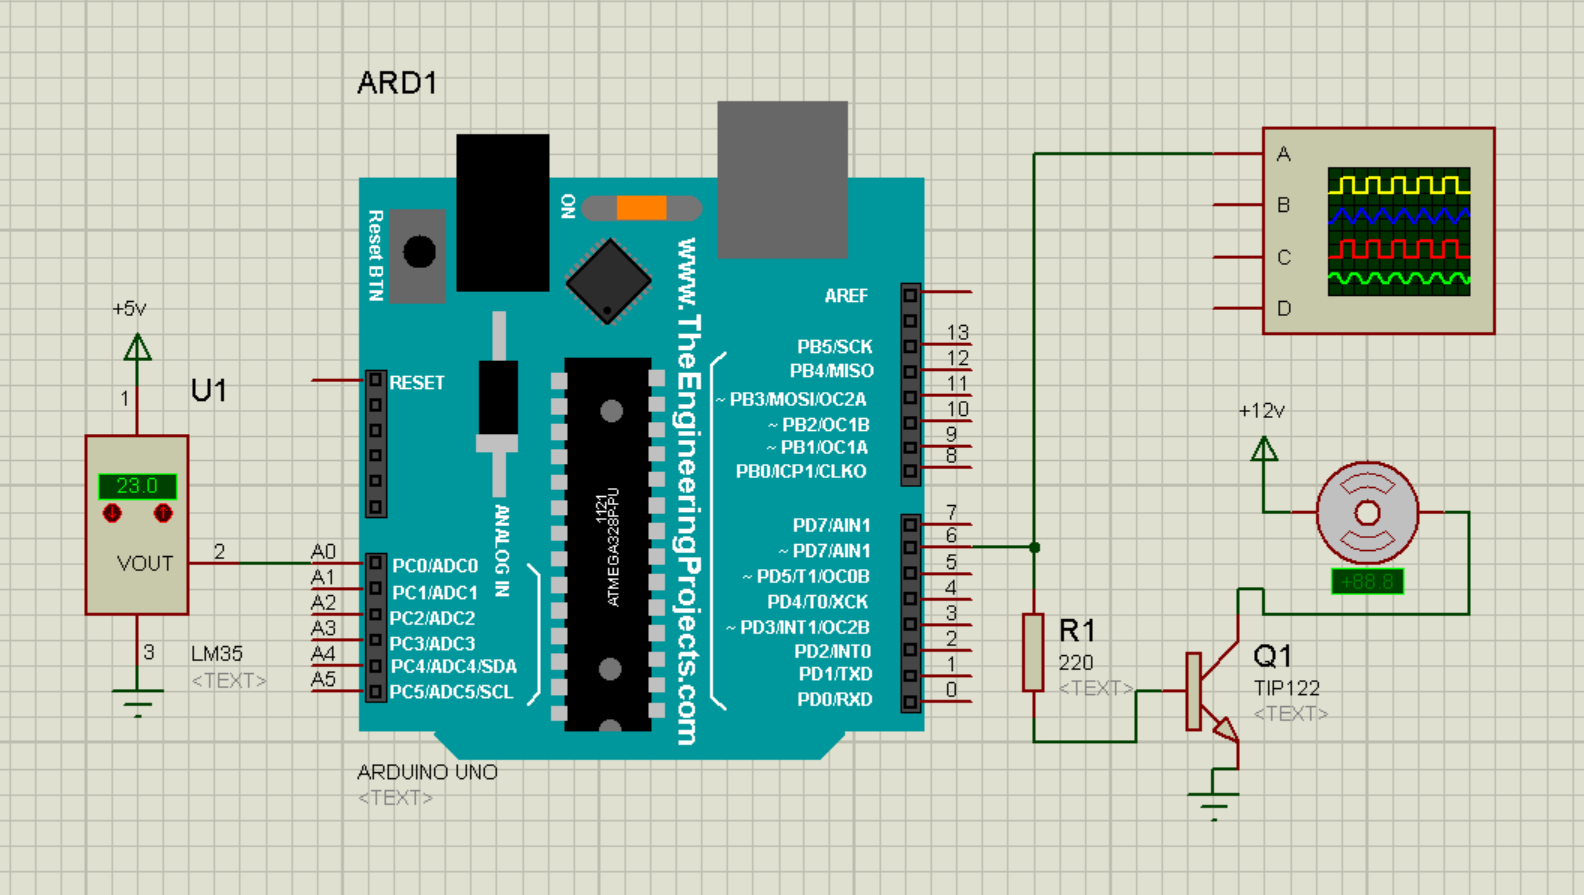 ARD1
ON
Reset BTN
www.TheEngineeringProjects.com
A
B
C
D
AREF
+5v
13
PB5/SCK
12
PB4/MISO
RESET
11
~ PB3/MOSI/OC2A
U1
1
10
~ PB2/OC1B
+12v
9
~ PB1/OC1A
8
PB0/ICP1/CLKO
23.0
ANALOG IN
1121
ATMEGA328P-PU
7
PD7/AIN1
6
~ PD7/AIN1
VOUT
2
A0
PC0/ADC0
5
~ PD5/T1/OC0B
+88.8
A1
PC1/ADC1
4
PD4/T0/XCK
A2
PC2/ADC2
3
~ PD3/INT1/OC2B
R1
A3
PC3/ADC3
2
PD2/INT0
220
Q1
3
LM35
A4
PC4/ADC4/SDA
1
PD1/TXD
<TEXT>
TIP122
<TEXT>
A5
PC5/ADC5/SCL
0
PD0/RXD
<TEXT>
ARDUINO UNO
<TEXT>